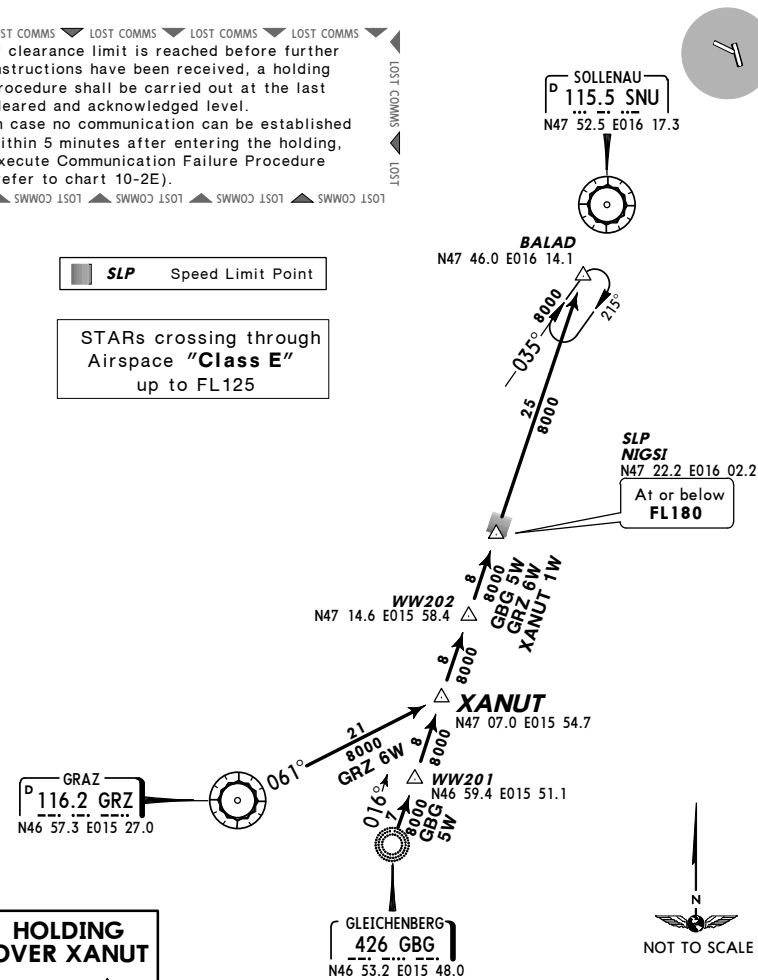 LOST COMMS LOST COMMS LOST COMMS LOST COMMS
clearance limit is reached before further
instructions have been received, a holding
procedure shall be carried out at the last
cleared and acknowledged level.
In case no communication can be established
within 5 minutes after entering the holding,
execute Communication Failure Procedure
(refer to chart 10-2E).
LOST COMMS LOST COMMS LOST COMMS LOST COMMS
LOST COMMS
LOST
SOLLENAU
D 115.5 SNU
N47 52.5 E016 17.3
BALAD
N47 46.0 E016 14.1
SLP Speed Limit Point
8000
215°
035°
STARs crossing through
Airspace "Class E"
up to FL125
25
8000
SLP
NIGSI
N47 22.2 E016 02.2
At or below
FL180
8
8000
GBG 5W
GRZ 6W
XANUT 1W
WW202
N47 14.6 E015 58.4
8
8000
XANUT
N47 07.0 E015 54.7
21
8000
GRZ 6W
061°
8
8000
WW201
N46 59.4 E015 51.1
GRAZ
D 116.2 GRZ
N46 57.3 E015 27.0
016°
7
8000
GBG
5W
GLEICHENBERG
426 GBG
N46 53.2 E015 48.0
HOLDING
OVER XANUT
N
NOT TO SCALE